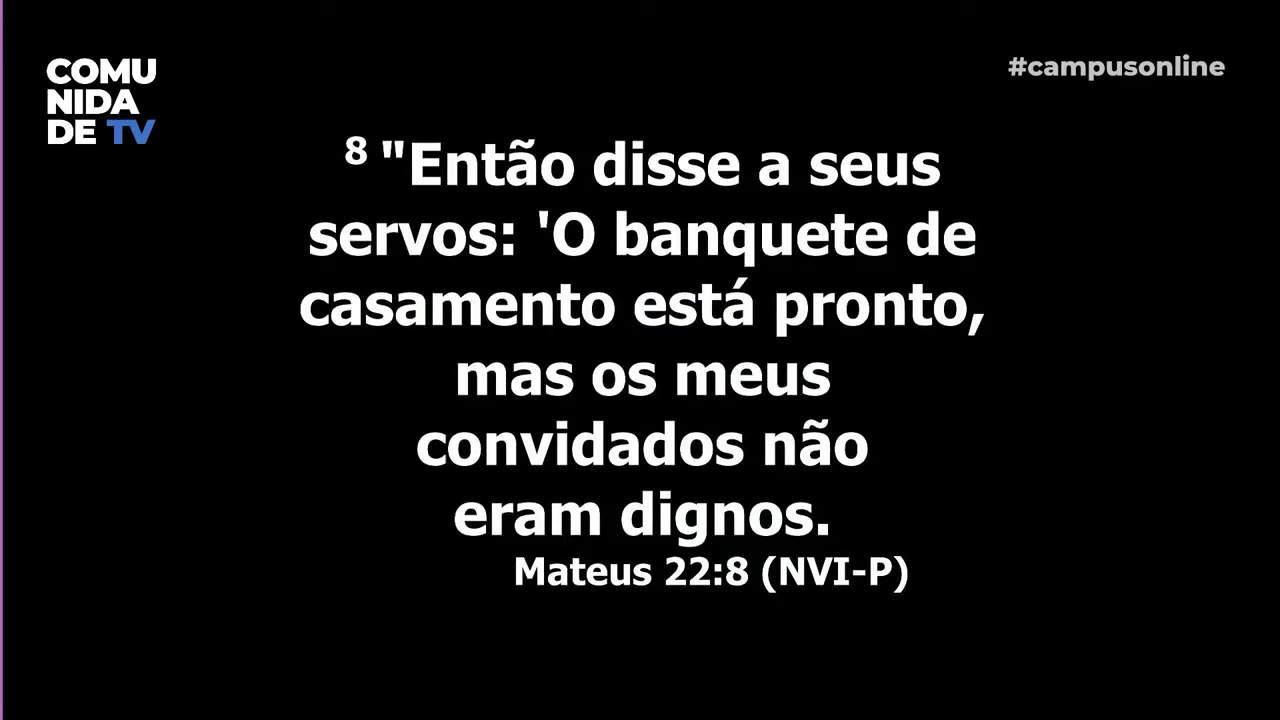 COMU
NIDA
DE TV
#campusonline
8 "Então disse a seus
servos: 'O banquete de
casamento está pronto,
mas os meus
convidados não
eram dignos.
Mateus 22:8 (NVI-P)